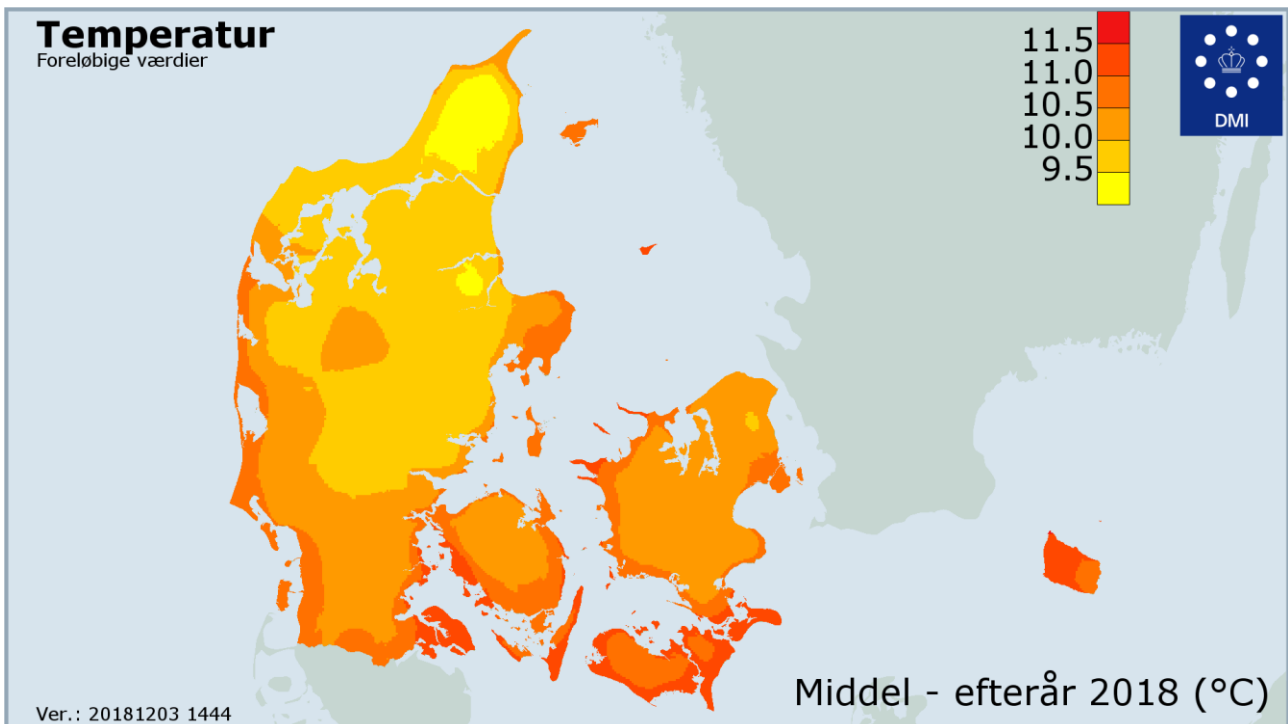 Temperatur
Foreløbige værdier
11.5
11.0
10.5
10.0
9.5
DMI
Middel - efterår 2018 (°C)
Ver.: 20181203 1444